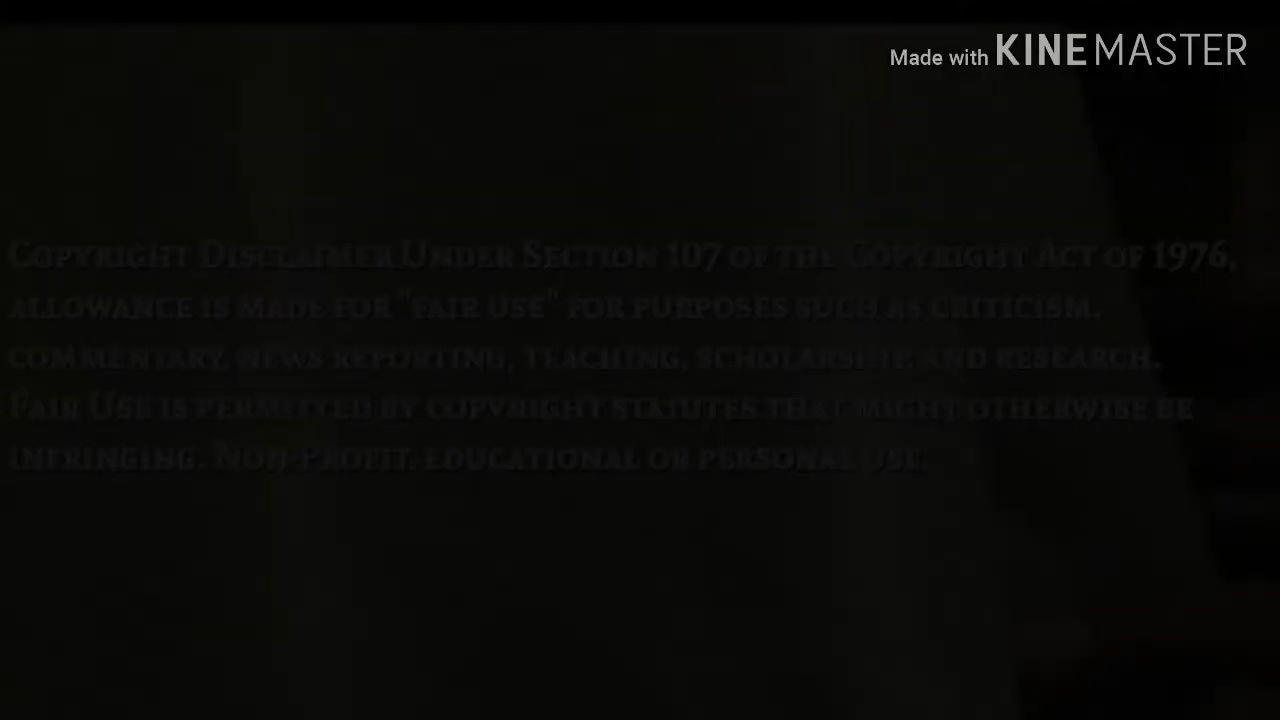 Made with KINEMASTER
COPYRIGHT DISCLAIMER UNDER SECTION 107 OF THE COPYRIGHT ACT OF 1976,
ALLOWANCE IS MADE FOR "FAIR USE" FOR PURPOSES SUCH AS CRITICISM,
COMMENTARY, NEWS REPORTING, TEACHING, SCHOLARSHIP, AND RESEARCH.
FAIR USE IS PERMITTED BY COPYRIGHT STATUTES THAT MIGHT OTHERWISE BE
INFRINGING. NON-PROFIT, EDUCATIONAL OR PERSONAL USE